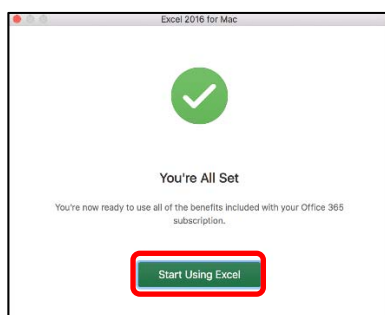 Excel 2016 for Mac
You're All Set
You're now ready to use all of the benefits included with your Office 365
subscription.
Start Using Excel